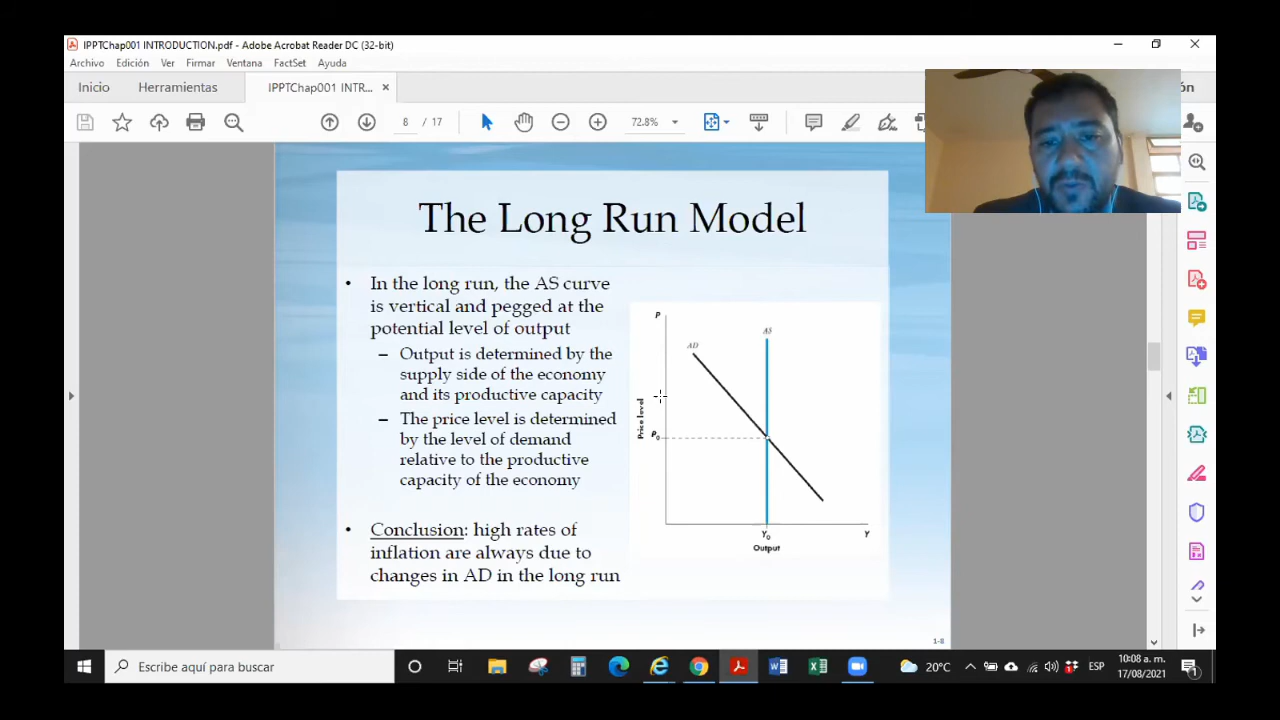 IPPTChap001 INTRODUCTION.pdf - Adobe Acrobat Reader DC (32-bit)
Archivo Edición Ver Firmar Ventana FactSet Ayuda
Inicio Herramientas IPPTChap001 INTR... ×
8 / 17 72.8%
The Long Run Model
• In the long run, the AS curve
is vertical and pegged at the
potential level of output
– Output is determined by the
supply side of the economy
and its productive capacity
– The price level is determined
by the level of demand
relative to the productive
capacity of the economy
• Conclusion: high rates of
inflation are always due to
changes in AD in the long run
P
AS
AD
Price level
P0
Y0
Y
Output
1-8
Escribe aquí para buscar
20°C
ESP
10:08 a. m.
17/08/2021
1